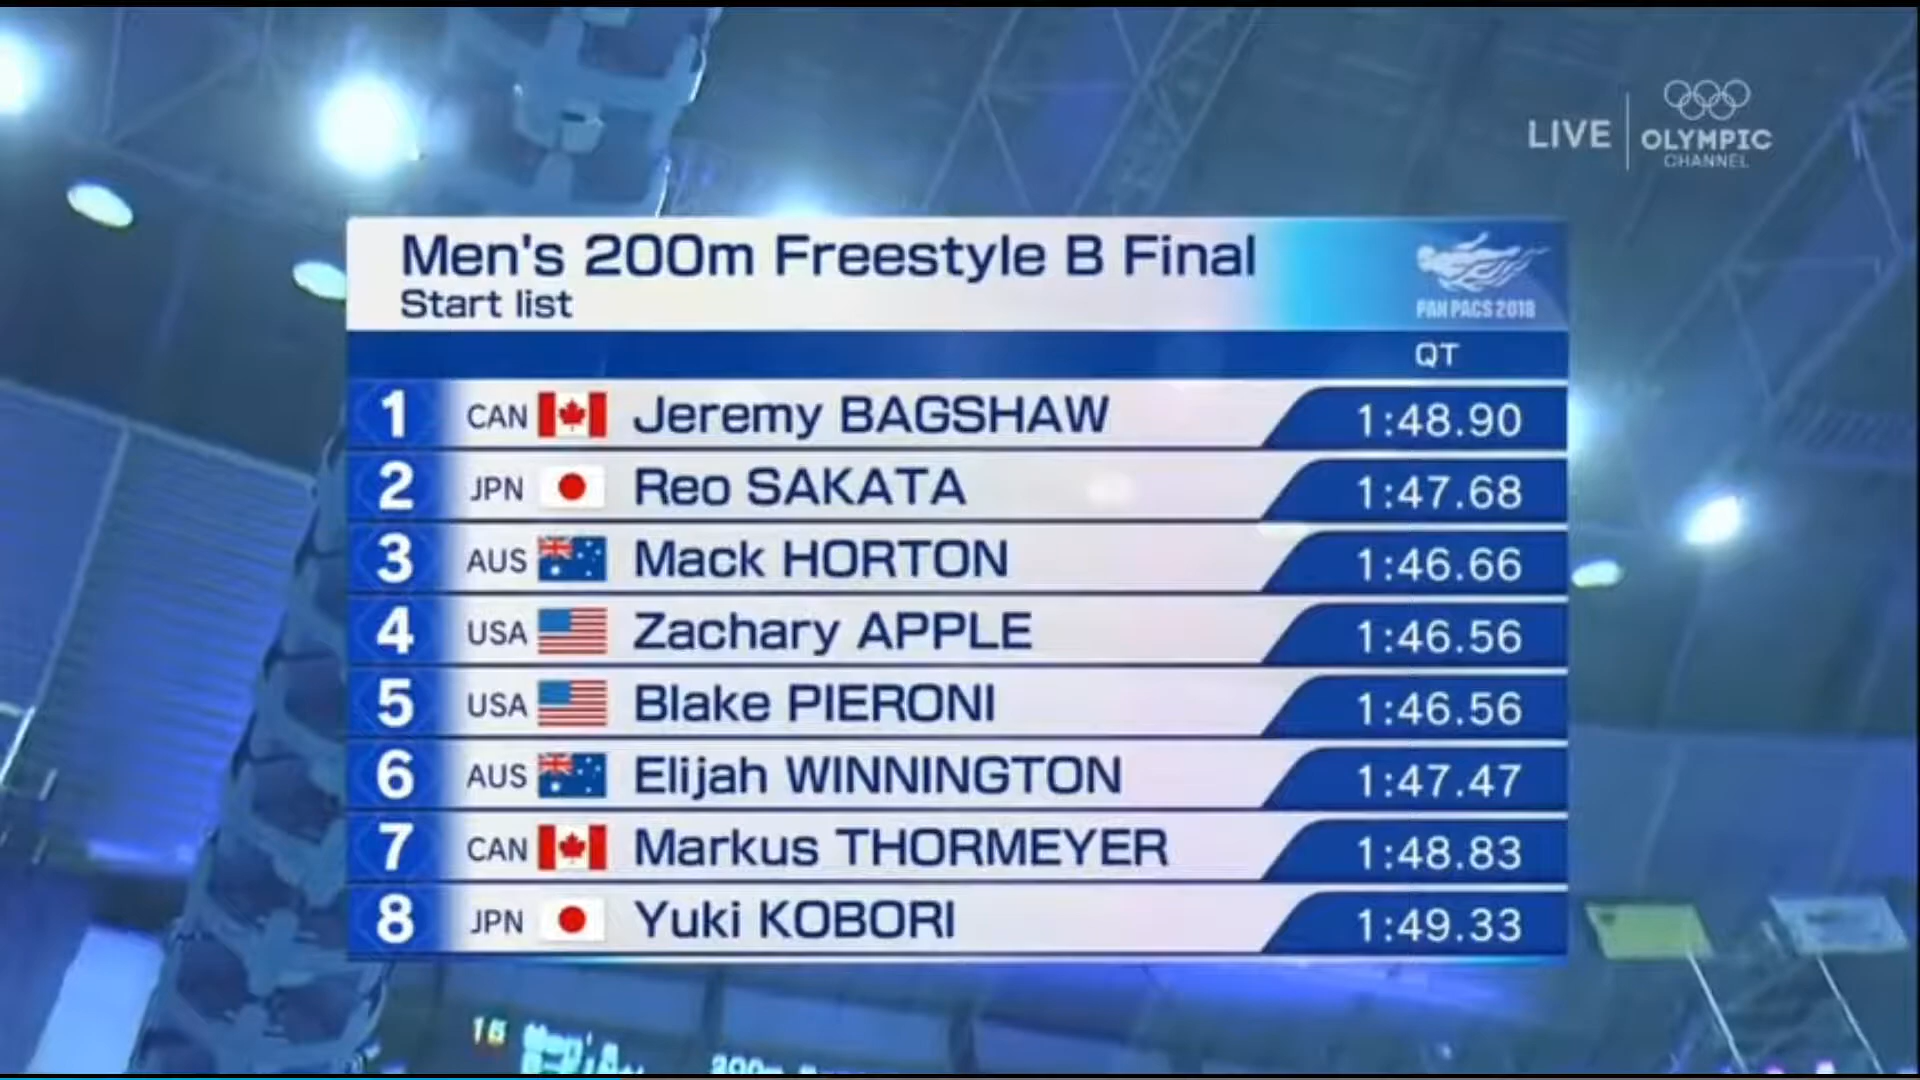 LIVE
OLYMPIC
CHANNEL
Men's 200m Freestyle B Final
Start list
PAN PACS 2018
QT
1 CAN Jeremy BAGSHAW 1:48.90
2 JPN Reo SAKATA 1:47.68
3 AUS Mack HORTON 1:46.66
4 USA Zachary APPLE 1:46.56
5 USA Blake PIERONI 1:46.56
6 AUS Elijah WINNINGTON 1:47.47
7 CAN Markus THORMEYER 1:48.83
8 JPN Yuki KOBORI 1:49.33
Men's
200m